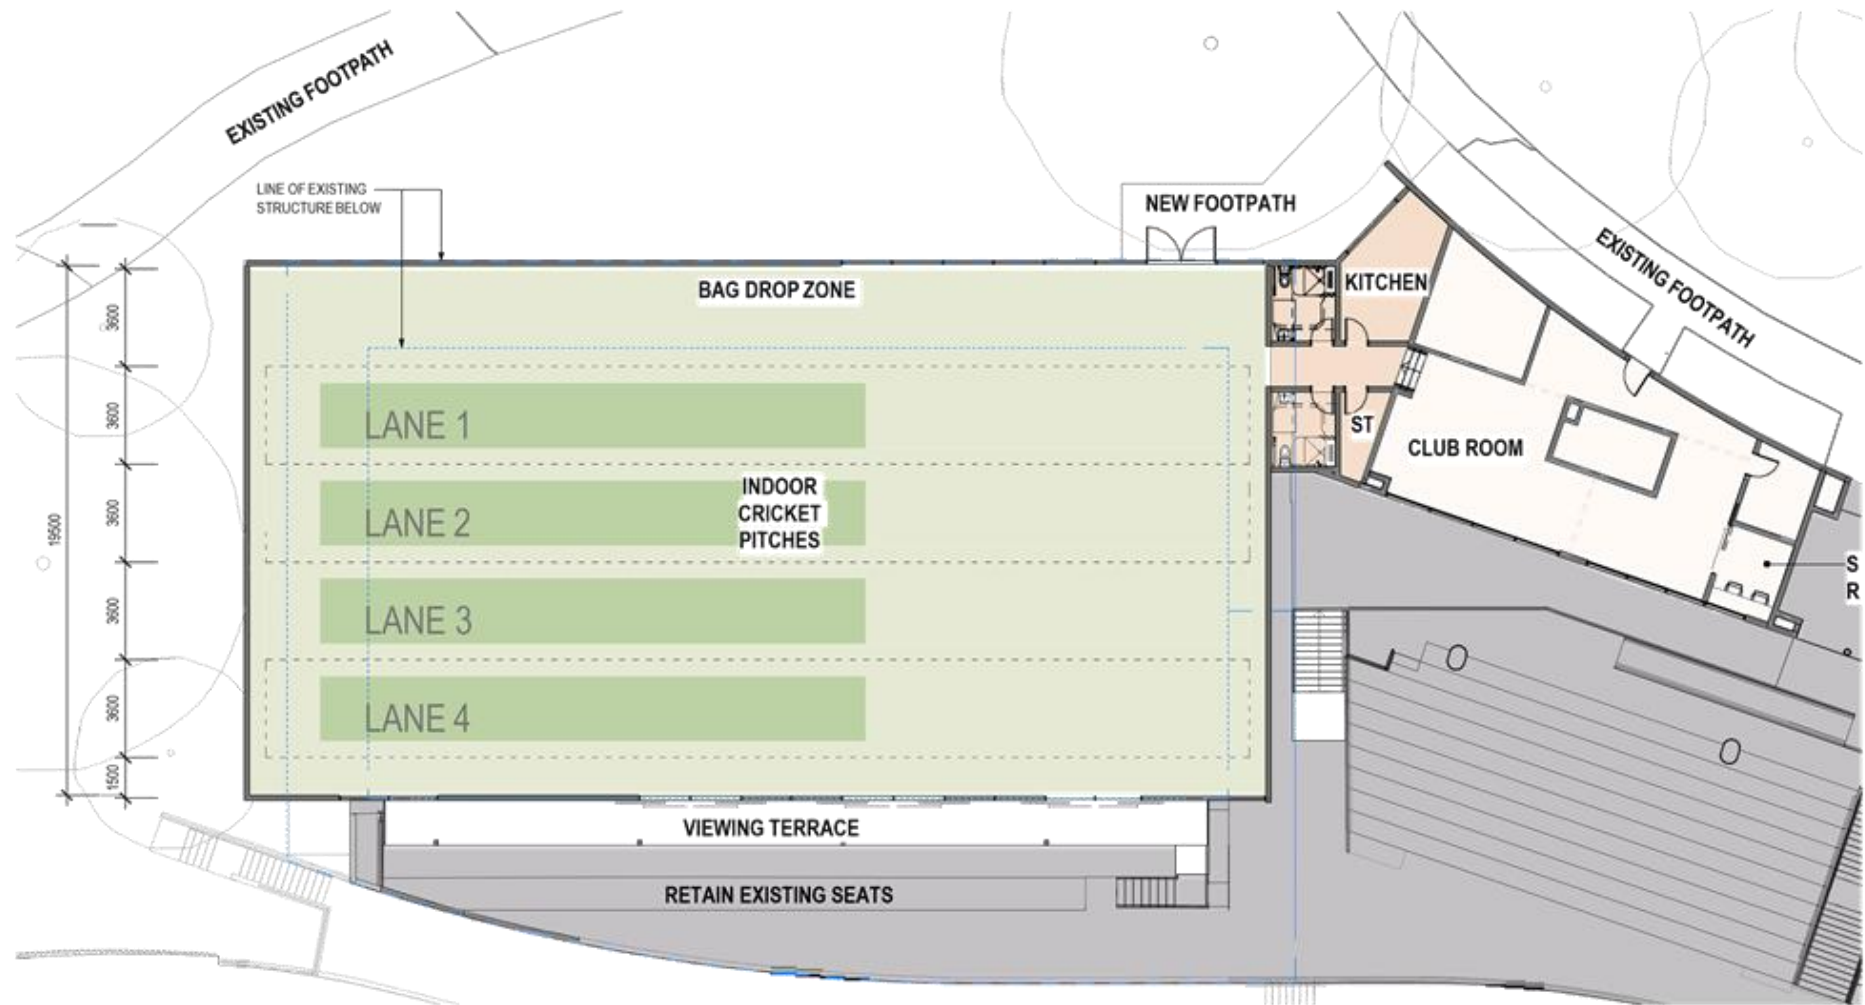 EXISTING FOOTPATH
LINE OF EXISTING
STRUCTURE BELOW
NEW FOOTPATH
EXISTING FOOTPATH
BAG DROP ZONE
KITCHEN
3600
3600
3600
3600
3600
1500
19500
LANE 1
ST
CLUB ROOM
INDOOR
CRICKET
PITCHES
LANE 2
LANE 3
LANE 4
S
R
VIEWING TERRACE
RETAIN EXISTING SEATS